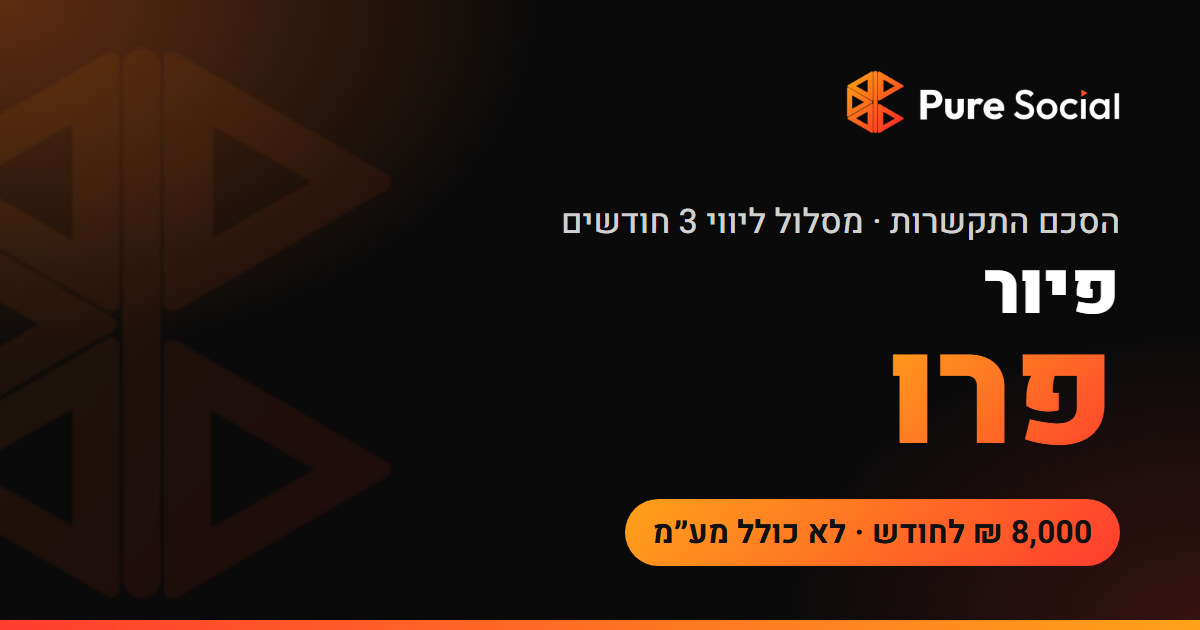 Pure Social
הסכם התקשרות · מסלול ליווי 3 חודשים
פיור
פרו
8,000 ₪ לחודש · לא כולל מע״מ